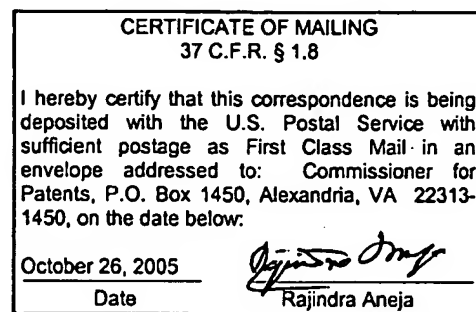 CERTIFICATE OF MAILING
37 C.F.R. § 1.8
I hereby certify that this correspondence is being
deposited with the U.S. Postal Service with
sufficient postage as First Class Mail in an
envelope addressed to: Commissioner for
Patents, P.O. Box 1450, Alexandria, VA 22313-
1450, on the date below:
October 26, 2005
Date Rajindra Aneja